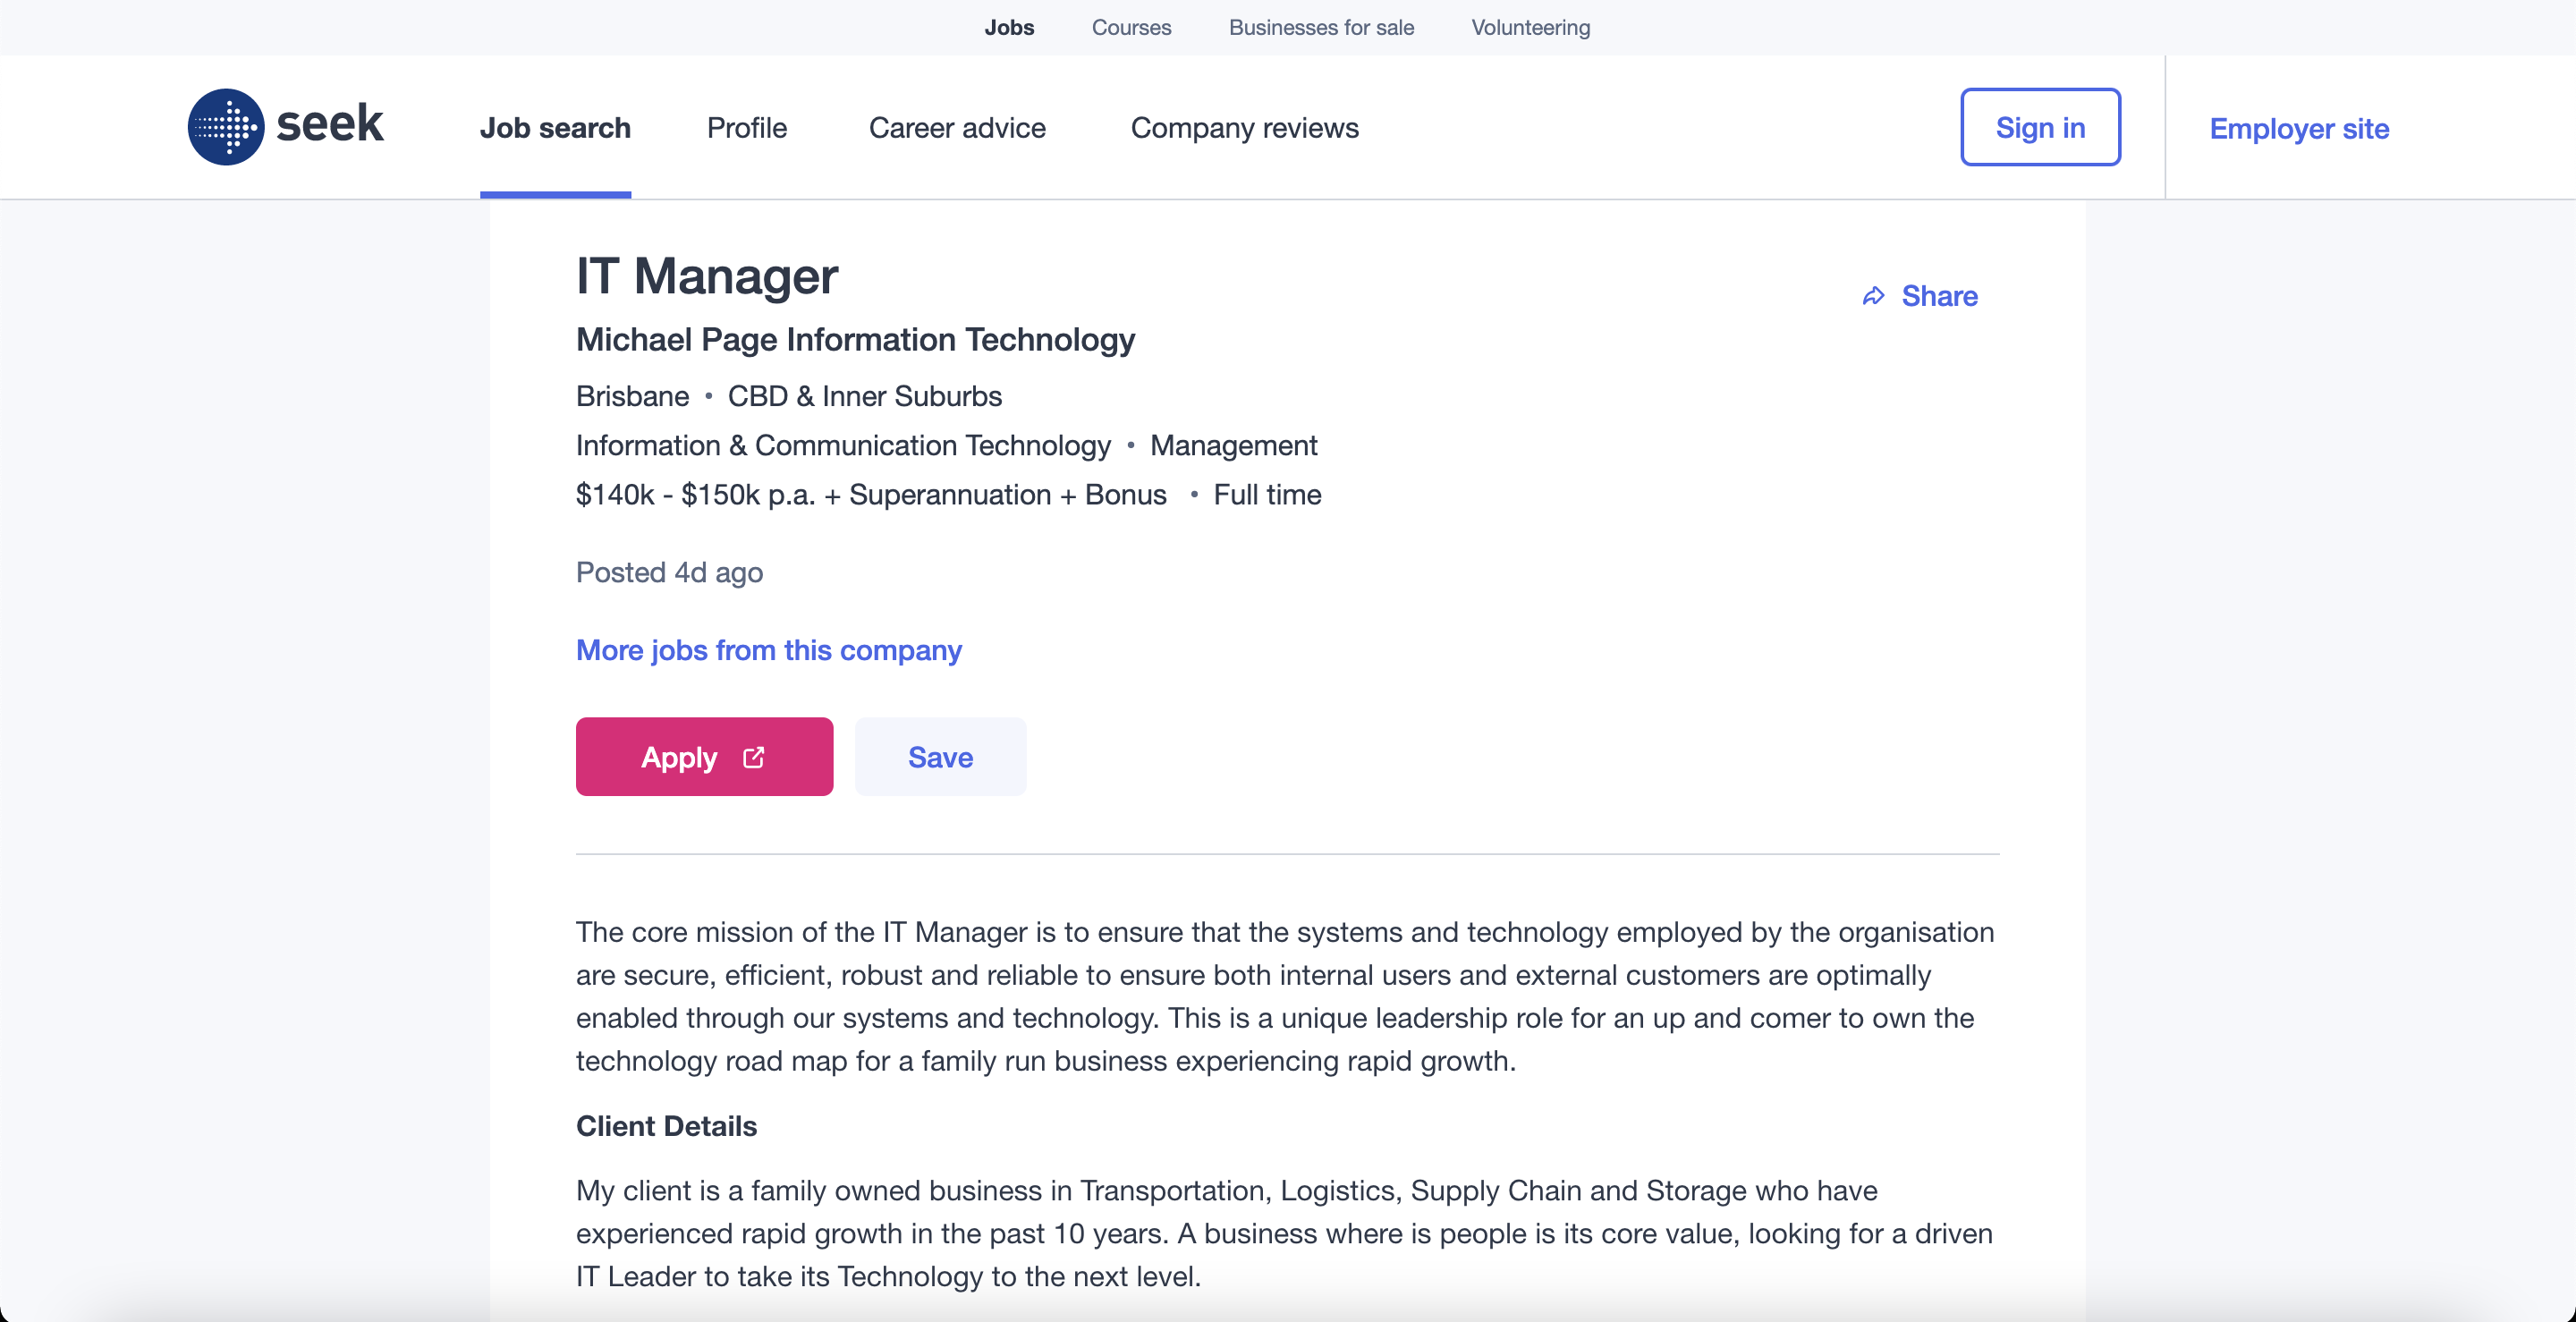 Jobs Courses Businesses for sale Volunteering
seek Job search Profile Career advice Company reviews Sign in Employer site
IT Manager
Share
Michael Page Information Technology
Brisbane • CBD & Inner Suburbs
Information & Communication Technology • Management
$140k - $150k p.a. + Superannuation + Bonus • Full time
Posted 4d ago
More jobs from this company
Apply Save
The core mission of the IT Manager is to ensure that the systems and technology employed by the organisation
are secure, efficient, robust and reliable to ensure both internal users and external customers are optimally
enabled through our systems and technology. This is a unique leadership role for an up and comer to own the
technology road map for a family run business experiencing rapid growth.
Client Details
My client is a family owned business in Transportation, Logistics, Supply Chain and Storage who have
experienced rapid growth in the past 10 years. A business where is people is its core value, looking for a driven
IT Leader to take its Technology to the next level.